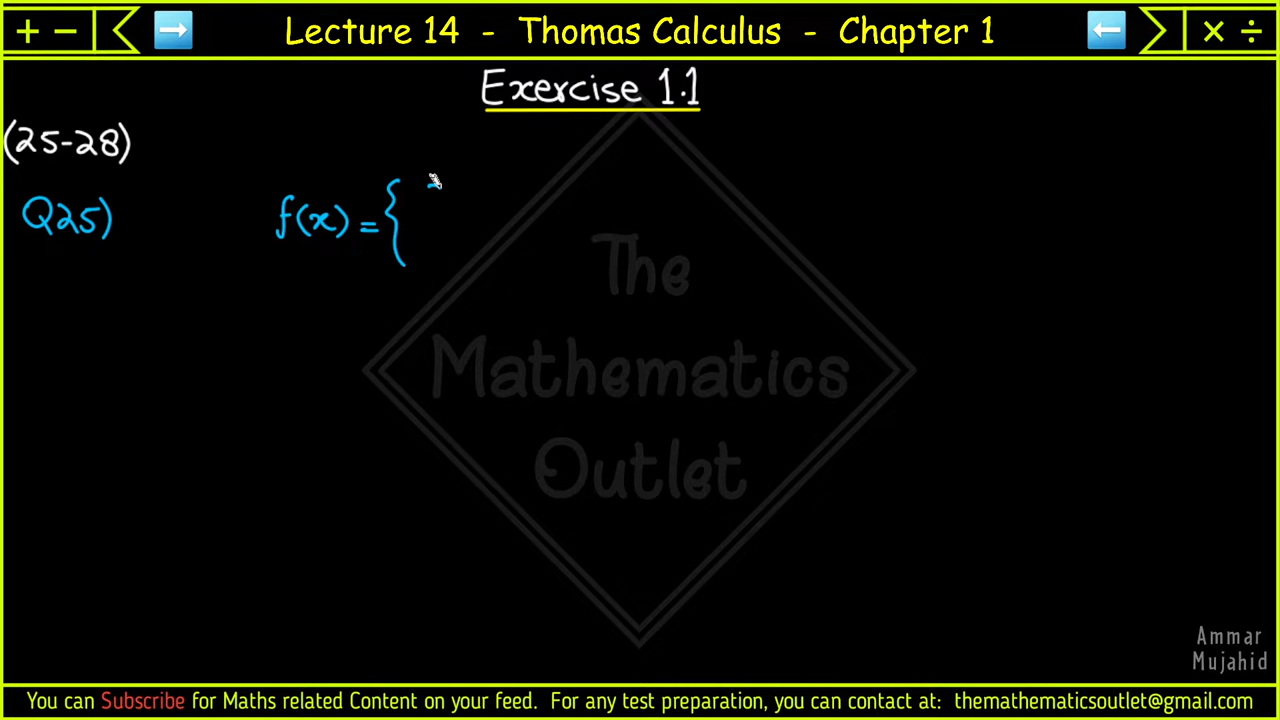 + − Lecture 14 - Thomas Calculus - Chapter 1 × ÷
Exercise 1.1
(25-28)
Q25) f(x) = {
The
Mathematics
Outlet
Ammar
Mujahid
You can Subscribe for Maths related Content on your feed. For any test preparation, you can contact at: themathematicsoutlet@gmail.com